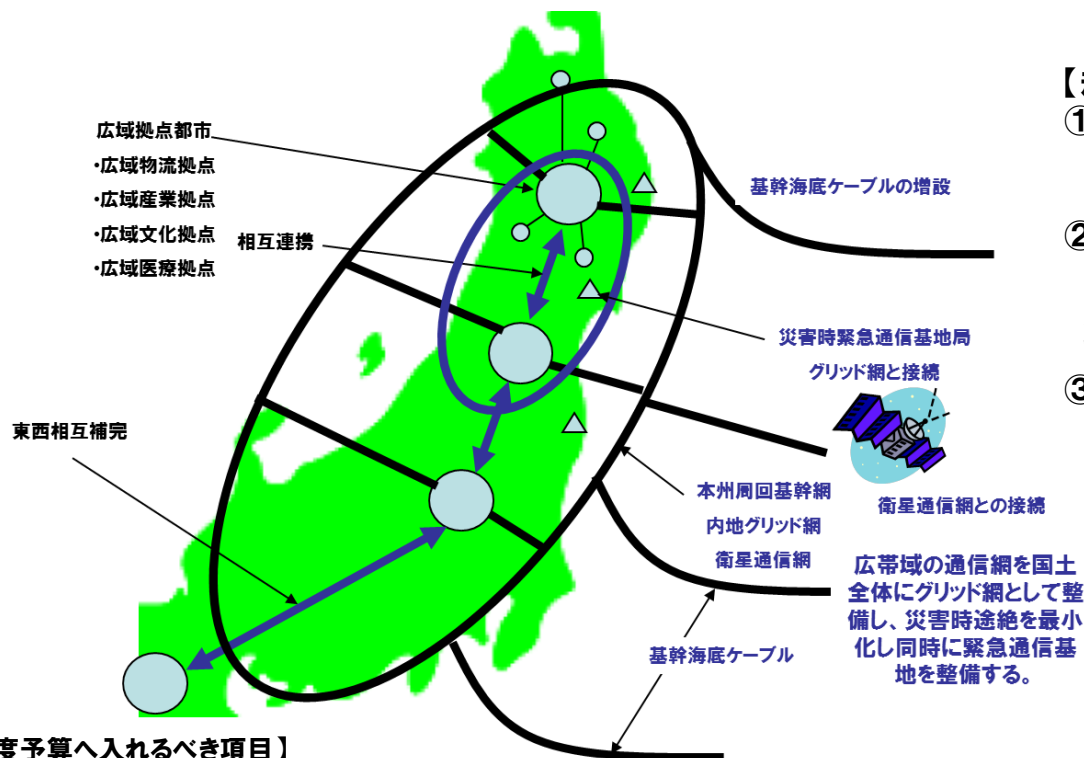 広域拠点都市
・広域物流拠点
・広域産業拠点
・広域文化拠点
・広域医療拠点
相互連携
東西相互補完
基幹海底ケーブルの増設
災害時緊急通信基地局
グリッド網と接続
衛星通信網との接続
本州周回基幹網
内地グリッド網
衛星通信網
基幹海底ケーブル
広帯域の通信網を国土
全体にグリッド網として整
備し、災害時途絶を最小
化し同時に緊急通信基
地を整備する。
【
①
②
③
度予算へ入れるべき項目】